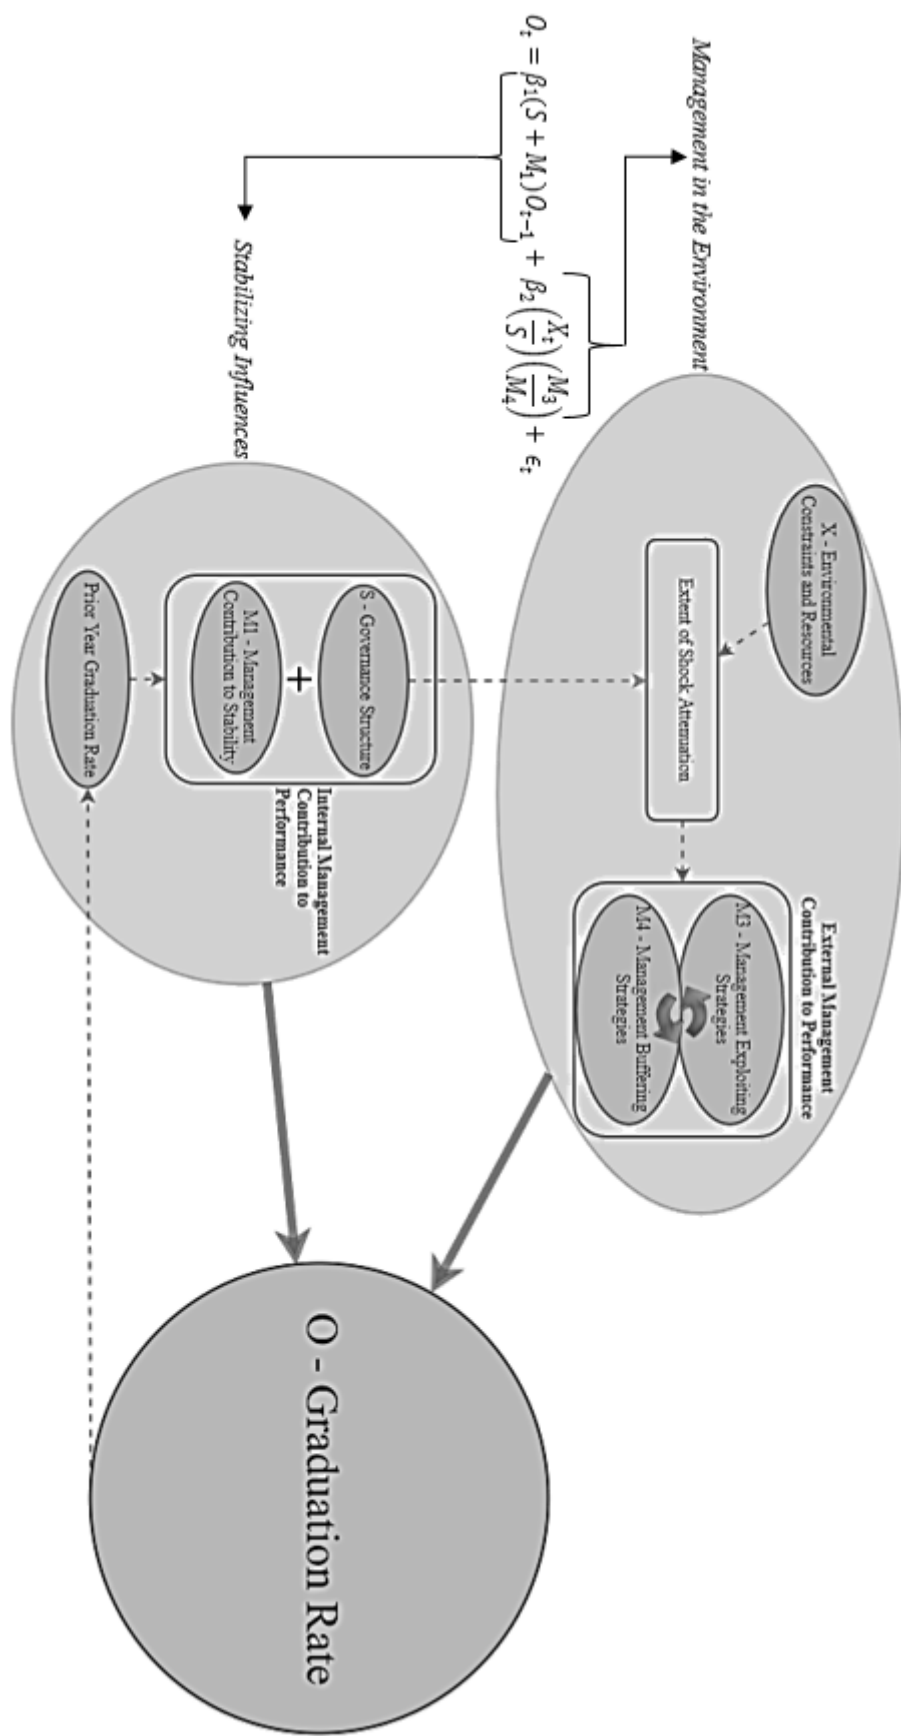 Management in the Environment
O_t = β_1(S + M_1)O_{t−1} + β_2(X_t/S)(M_3/M_4) + ϵ_t
Stabilizing Influences
X - Environmental
Constraints and Resources
Extent of Shock Attenuation
External Management
Contribution to Performance
M3 - Management Exploiting
Strategies
M4 - Management Buffering
Strategies
S - Governance Structure
+
M1 - Management
Contribution to Stability
Internal Management
Contribution to
Performance
Prior Year Graduation Rate
O - Graduation Rate